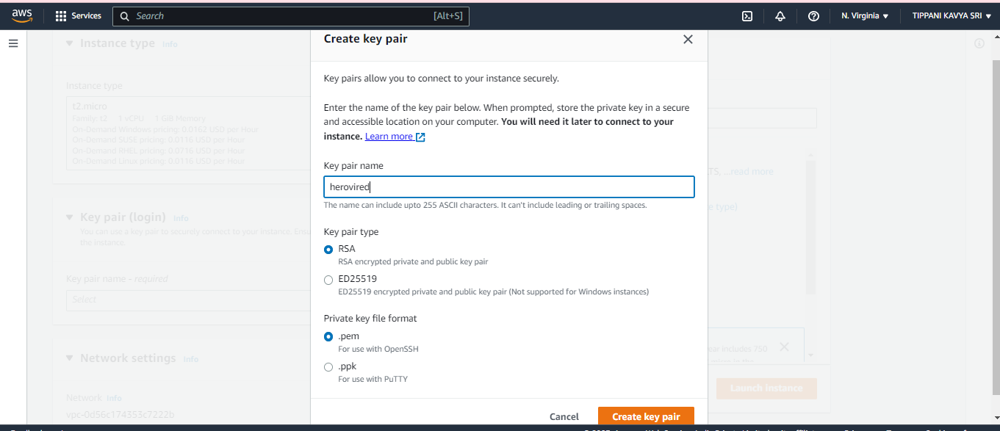 aws
Services
Search
[Alt+S]
N. Virginia
TIPPANI KAVYA SRI
Instance type Info
Instance type
t2.micro
Family: t2 1 vCPU 1 GiB Memory
On-Demand Windows pricing: 0.0162 USD per Hour
On-Demand SUSE pricing: 0.0116 USD per Hour
On-Demand RHEL pricing: 0.0716 USD per Hour
On-Demand Linux pricing: 0.0116 USD per Hour
Key pair (login) Info
You can use a key pair to securely connect to your instance. Ensu
the instance.
Key pair name - required
Select
Network settings Info
Network Info
vpc-0d56c174353c7222b
Create key pair
Key pairs allow you to connect to your instance securely.
Enter the name of the key pair below. When prompted, store the private key in a secure
and accessible location on your computer. You will need it later to connect to your
instance. Learn more
Key pair name
herovired
The name can include upto 255 ASCII characters. It can't include leading or trailing spaces.
Key pair type
RSA
RSA encrypted private and public key pair
ED25519
ED25519 encrypted private and public key pair (Not supported for Windows instances)
Private key file format
.pem
For use with OpenSSH
.ppk
For use with PuTTY
Cancel
Create key pair
TS, ...read more
e type)
ear includes 750
Launch instance